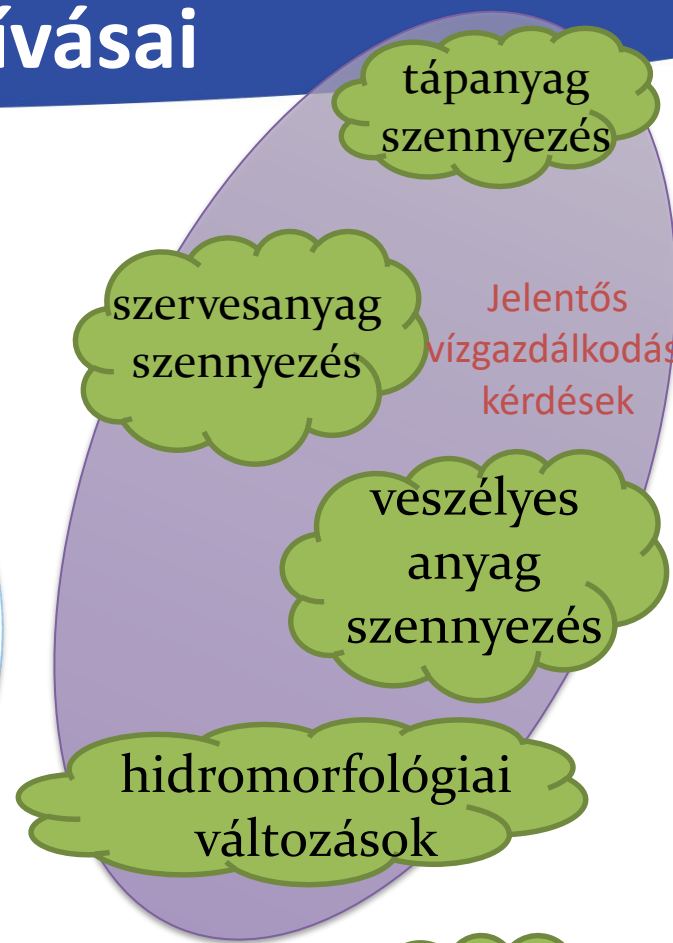 ívásai
tápanyag
szennyezés
szervesanyag
szennyezés
Jelentős
vízgazdálkodás
kérdések
veszélyes
anyag
szennyezés
hidromorfológiai
változások